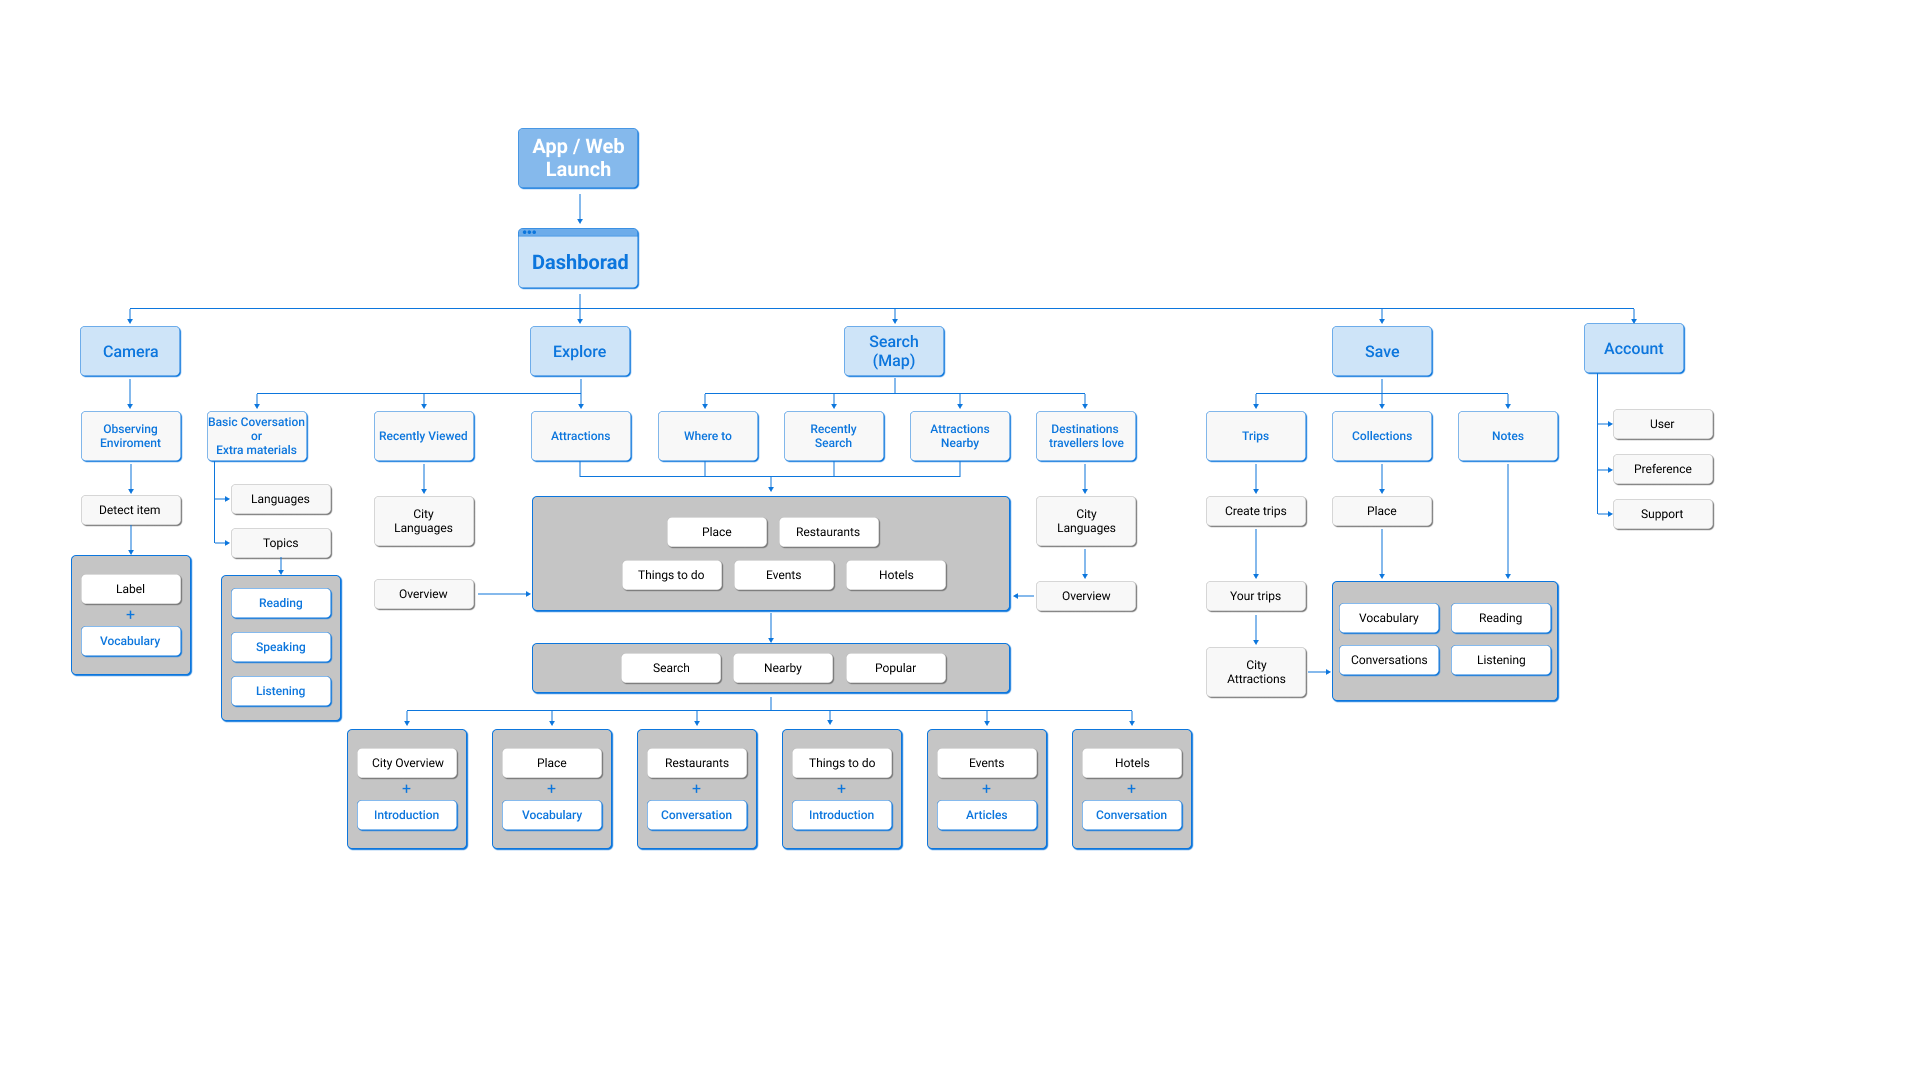 App / Web
Launch
Dashborad
Camera
Explore
Search
(Map)
Save
Account
Observing
Enviroment
Basic Coversation
or
Extra materials
Recently Viewed
Attractions
Where to
Recently
Search
Attractions
Nearby
Destinations
travellers love
Trips
Collections
Notes
User
Preference
Support
Detect item
Languages
Topics
City
Languages
Overview
Place
Restaurants
Things to do
Events
Hotels
City
Languages
Overview
Create trips
Place
Your trips
City
Attractions
Label
+
Vocabulary
Reading
Speaking
Listening
Search
Nearby
Popular
Vocabulary
Reading
Conversations
Listening
City Overview
+
Introduction
Place
+
Vocabulary
Restaurants
+
Conversation
Things to do
+
Introduction
Events
+
Articles
Hotels
+
Conversation